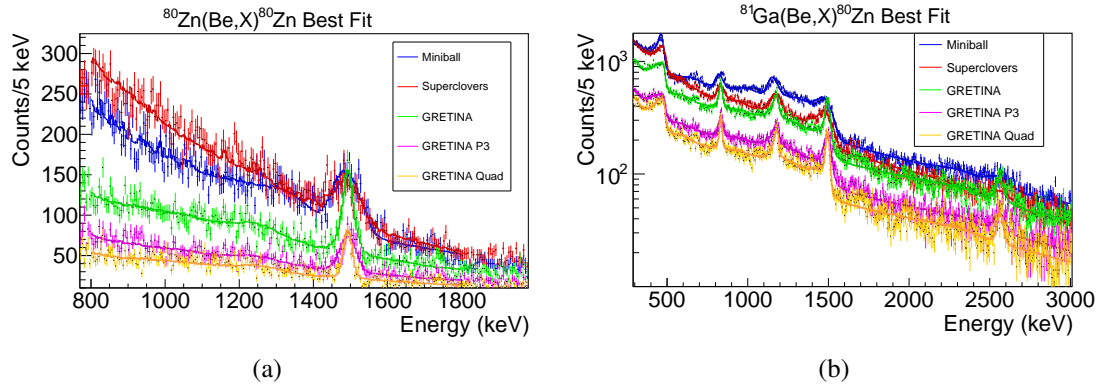 ⁸⁰Zn(Be,X)⁸⁰Zn Best Fit
Counts/5 keV
300
250
200
150
100
50
Miniball
Superclovers
GRETINA
GRETINA P3
GRETINA Quad
800 1000 1200 1400 1600 1800
Energy (keV)
(a)
⁸¹Ga(Be,X)⁸⁰Zn Best Fit
Counts/5 keV
10³
10²
Miniball
Superclovers
GRETINA
GRETINA P3
GRETINA Quad
500 1000 1500 2000 2500 3000
Energy (keV)
(b)